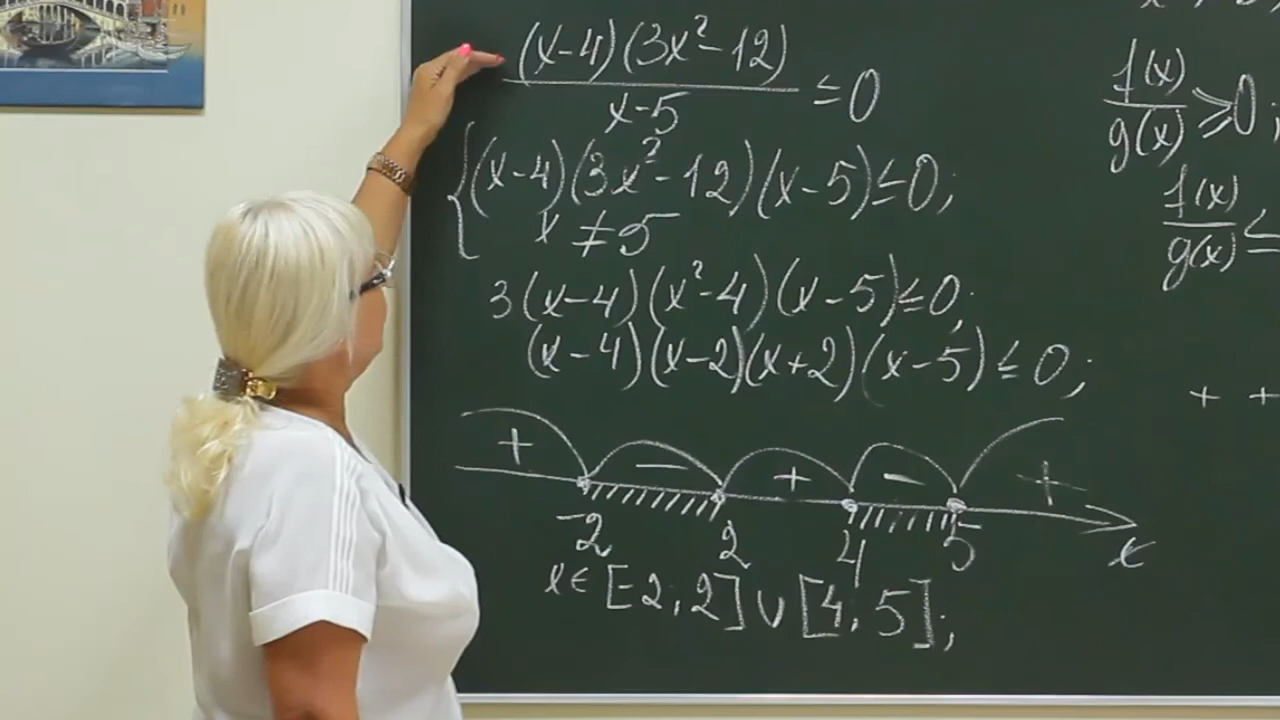 (x-4)(3x²-12)
x-5
≤0
(x-4)(3x²-12)(x-5)≤0;
x≠5
3(x-4)(x²-4)(x-5)≤0;
(x-4)(x-2)(x+2)(x-5)≤0;
+ - + - +
-2 2 4 5 x
x∈[-2;2]∪[4;5];
f(x)
g(x)
≥0;
f(x)
g(x)
≤
+ +